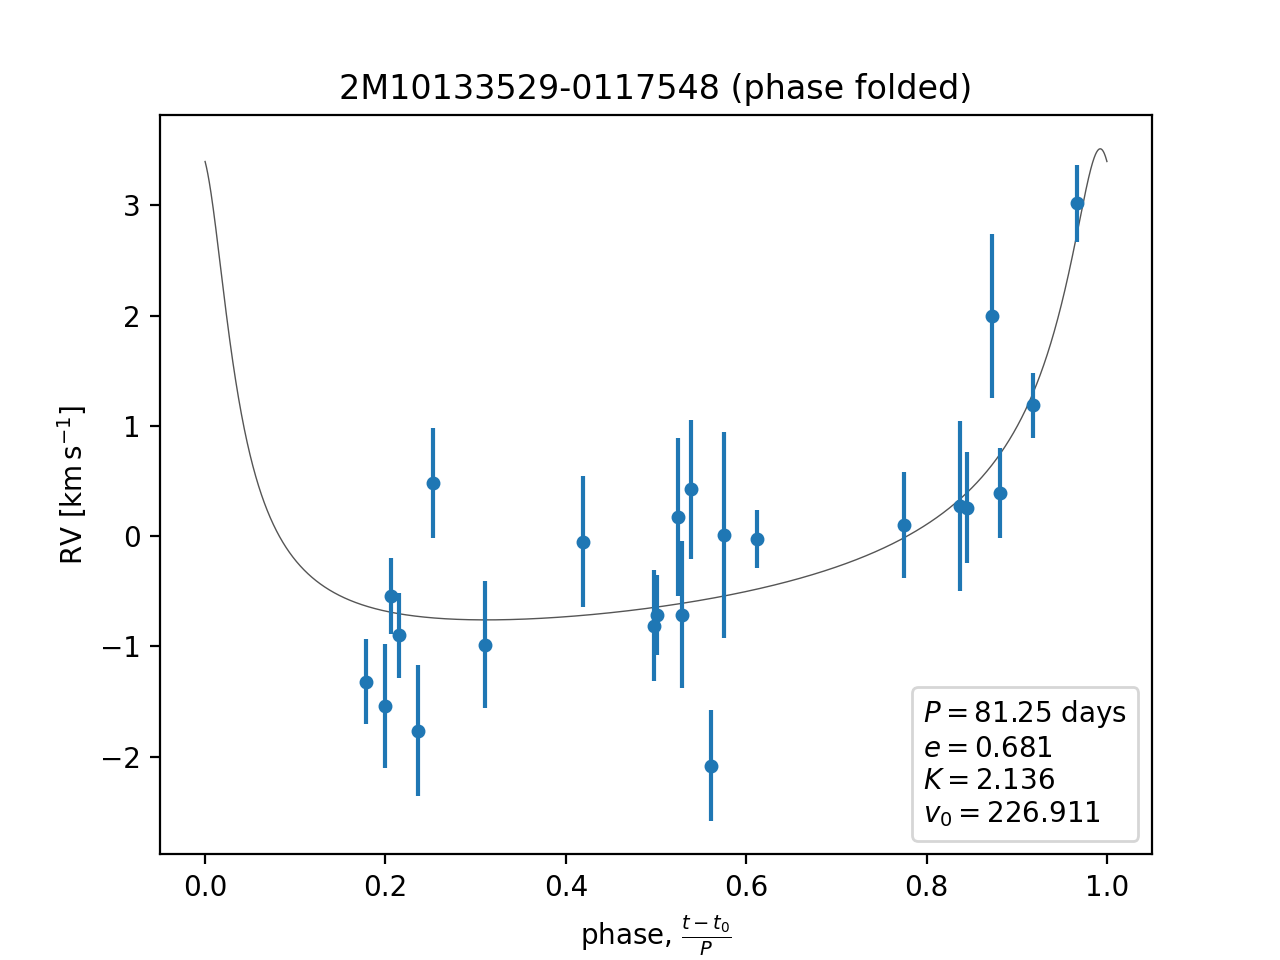 2M10133529-0117548 (phase folded)
RV [km s⁻¹]
3
2
1
0
−1
−2
P = 81.25 days
e = 0.681
K = 2.136
v₀ = 226.911
0.0 0.2 0.4 0.6 0.8 1.0
phase, (t − t₀)/P